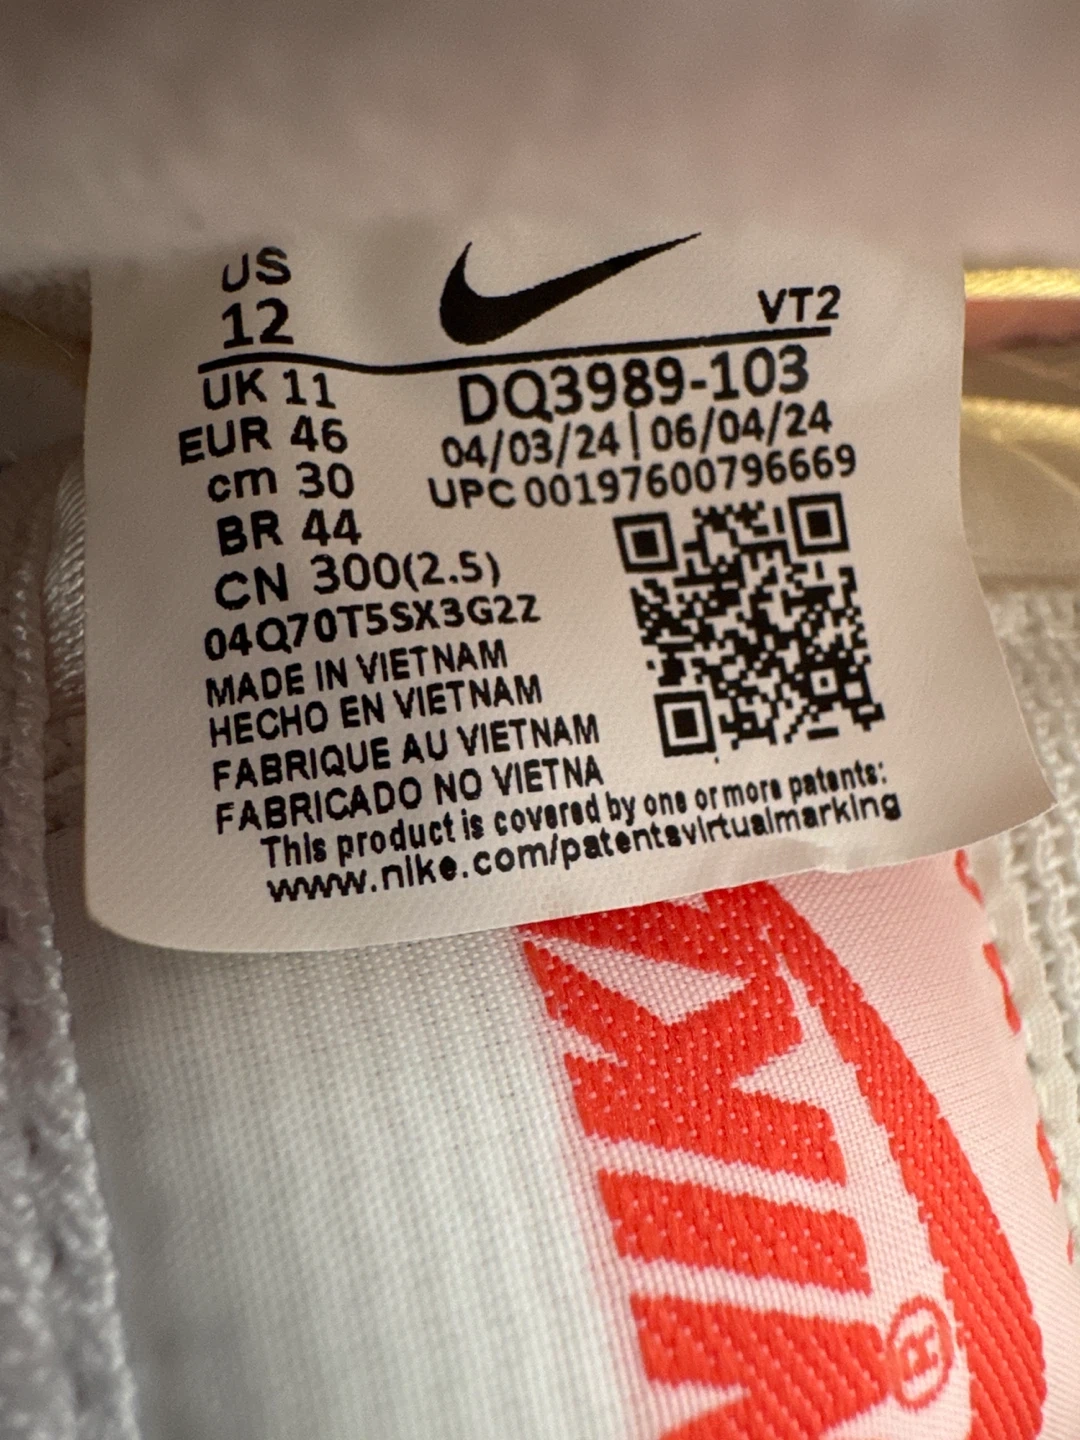 US
12
VT2
UK 11
DQ3989-103
EUR 46
04/03/24 | 06/04/24
cm 30
UPC 00197600796669
BR 44
CN 300(2.5)
04Q70T5SX3G2Z
MADE IN VIETNAM
HECHO EN VIETNAM
FABRIQUE AU VIETNAM
FABRICADO NO VIETNA
This product is covered by one or more patents:
www.nike.com/patentsvirtualmarking
NIK
®